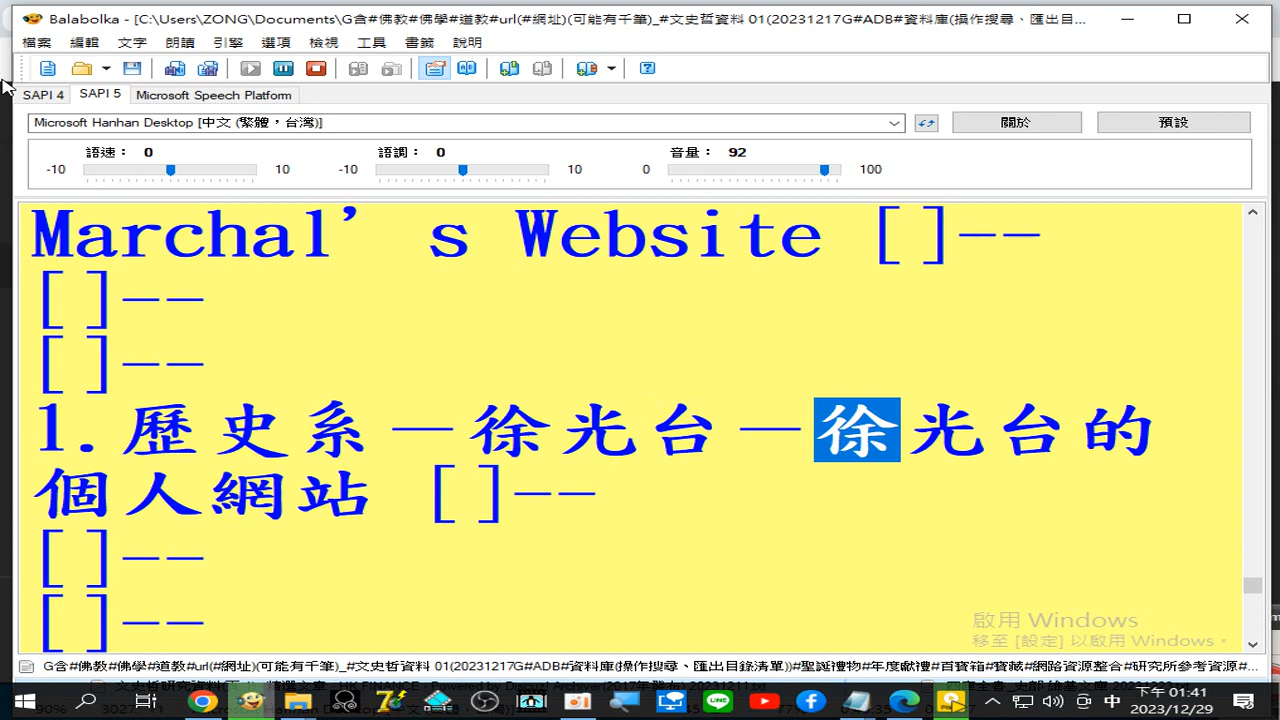 Balabolka - [C:\Users\ZONG\Documents\G含#佛教#佛學#道教#url(#網址)(可能有千筆)_#文史哲資料 01(20231217G#ADB#資料庫(操作搜尋、匯出目...
檔案 編輯 文字 朗讀 引擎 選項 檢視 工具 書籤 說明
SAPI 4 SAPI 5 Microsoft Speech Platform
Microsoft Hanhan Desktop [中文 (繁體，台灣)] 關於 預設
語速： 0 語調： 0 音量： 92
-10 10 -10 10 0 100
Marchal’s Website []--
[]--
[]--
1.歷史系—徐光台—徐光台的
個人網站 []--
[]--
[]--
啟用 Windows
移至 [設定] 以啟用 Windows。
G含#佛教#佛學#道教#url(#網址)(可能有千筆)_#文史哲資料 01(20231217G#ADB#資料庫(操作搜尋、匯出目錄清單))#聖誕禮物#年度獻禮#百寶箱#寶藏#網路資源整合#研究所參考資源#...
中 下午 01:41
2023/12/29